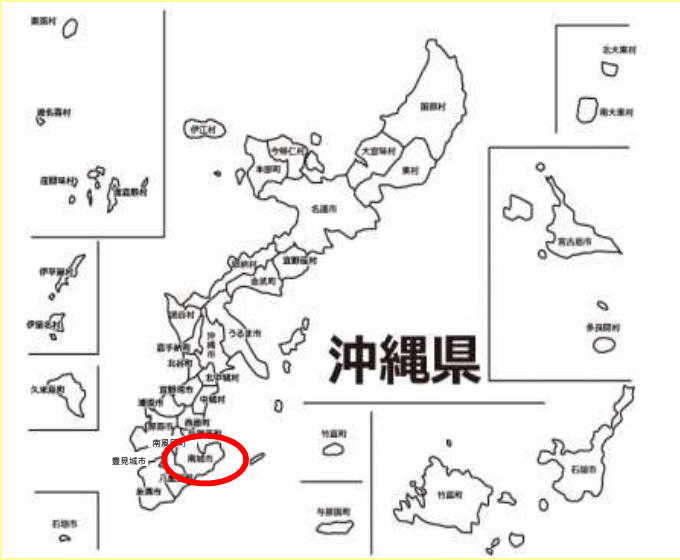 粟国村
渡名喜村
座間味村
渡嘉敷村
伊平屋村
伊是名村
久米島町
石垣市
伊江村
今帰仁村
本部町
国頭村
大宜味村
東村
名護市
恩納村
宜野座村
金武町
読谷村
うるま市
沖縄市
嘉手納町
北谷町
北中城村
宜野湾市
中城村
浦添市
西原町
那覇市
南風原町
豊見城市
南城市
糸満市
沖縄県
北大東村
南大東村
宮古島市
多良間村
竹富町
与那国町
竹富町
石垣市